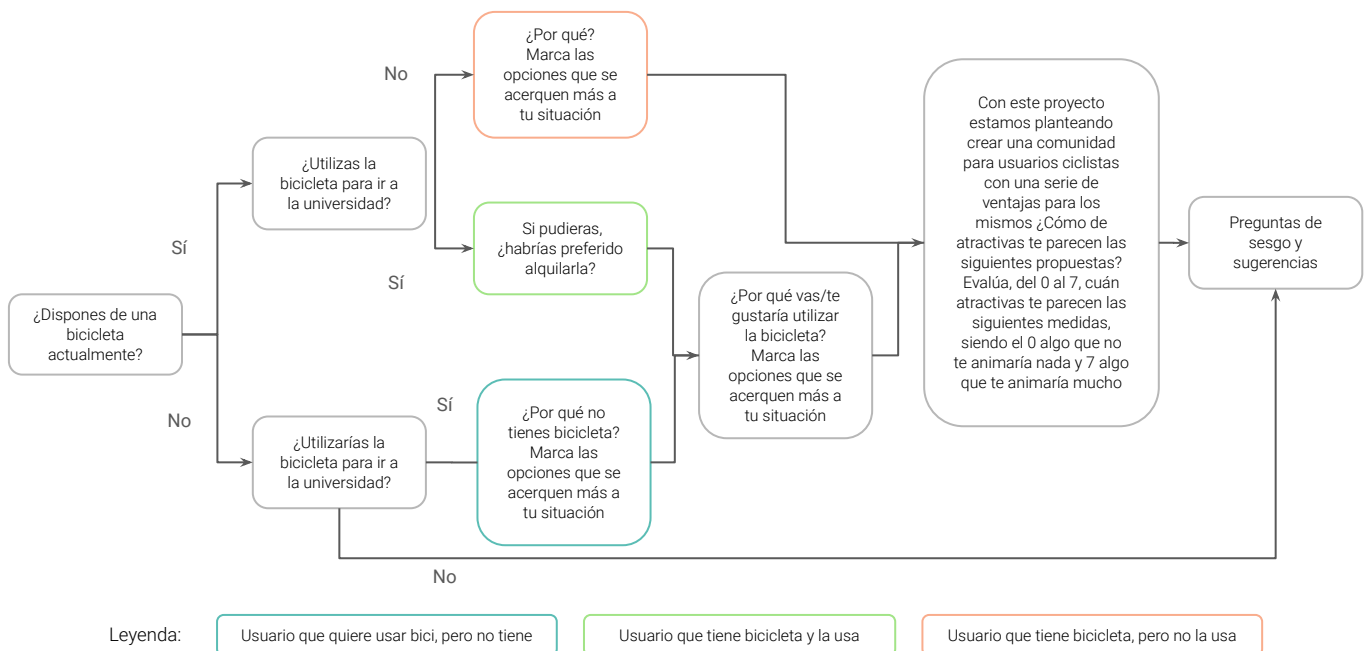 ¿Dispones de una
bicicleta
actualmente?
Sí
No
¿Utilizas la
bicicleta para ir a
la universidad?
No
Sí
¿Por qué?
Marca las
opciones que se
acerquen más a
tu situación
Si pudieras,
¿habrías preferido
alquilarla?
¿Utilizarías la
bicicleta para ir a
la universidad?
Sí
No
¿Por qué no
tienes bicicleta?
Marca las
opciones que se
acerquen más a
tu situación
¿Por qué vas/te
gustaría utilizar
la bicicleta?
Marca las
opciones que se
acerquen más a
tu situación
Con este proyecto
estamos planteando
crear una comunidad
para usuarios ciclistas
con una serie de
ventajas para los
mismos ¿Cómo de
atractivas te parecen las
siguientes propuestas?
Evalúa, del 0 al 7, cuán
atractivas te parecen las
siguientes medidas,
siendo el 0 algo que no
te animaría nada y 7 algo
que te animaría mucho
Preguntas de
sesgo y
sugerencias
Leyenda:
Usuario que quiere usar bici, pero no tiene
Usuario que tiene bicicleta y la usa
Usuario que tiene bicicleta, pero no la usa